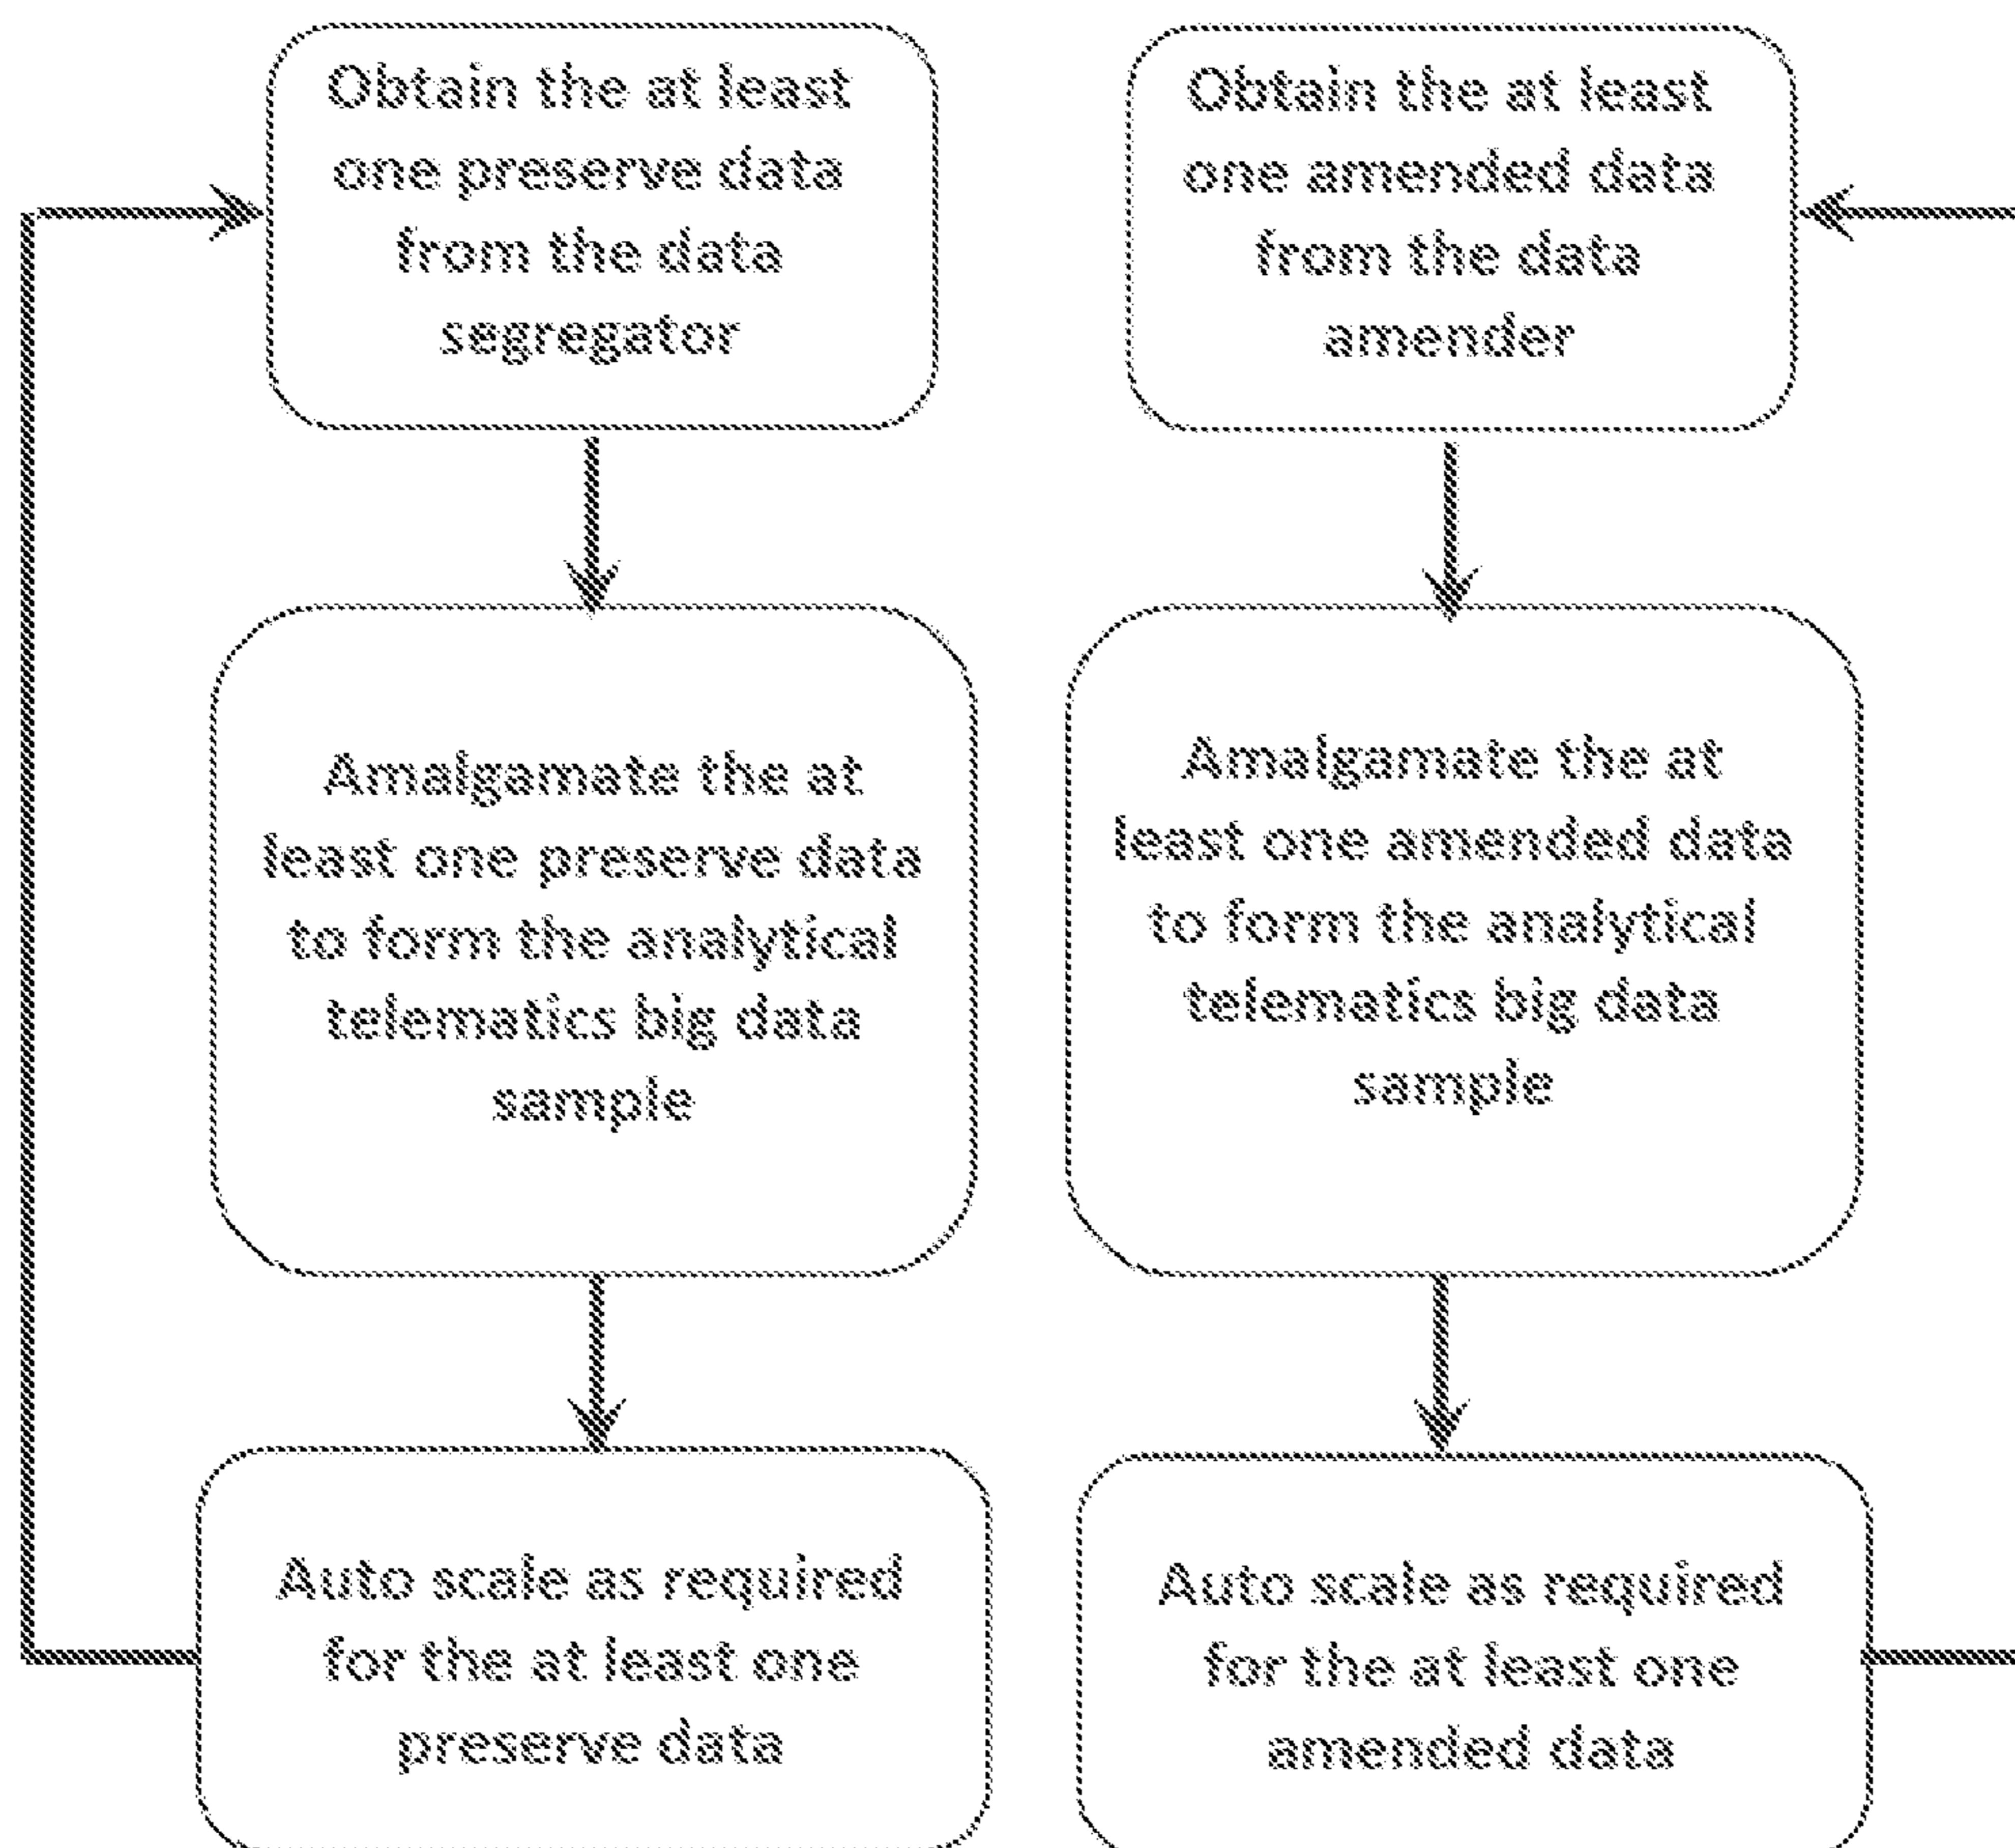 Obtain the at least
one preserve data
from the data
segregator
Amalgamate the at
least one preserve data
to form the analytical
telematics big data
sample
Auto scale as required
for the at least one
preserve data
Obtain the at least
one amended data
from the data
amender
Amalgamate the at
least one amended data
to form the analytical
telematics big data
sample
Auto scale as required
for the at least one
amended data